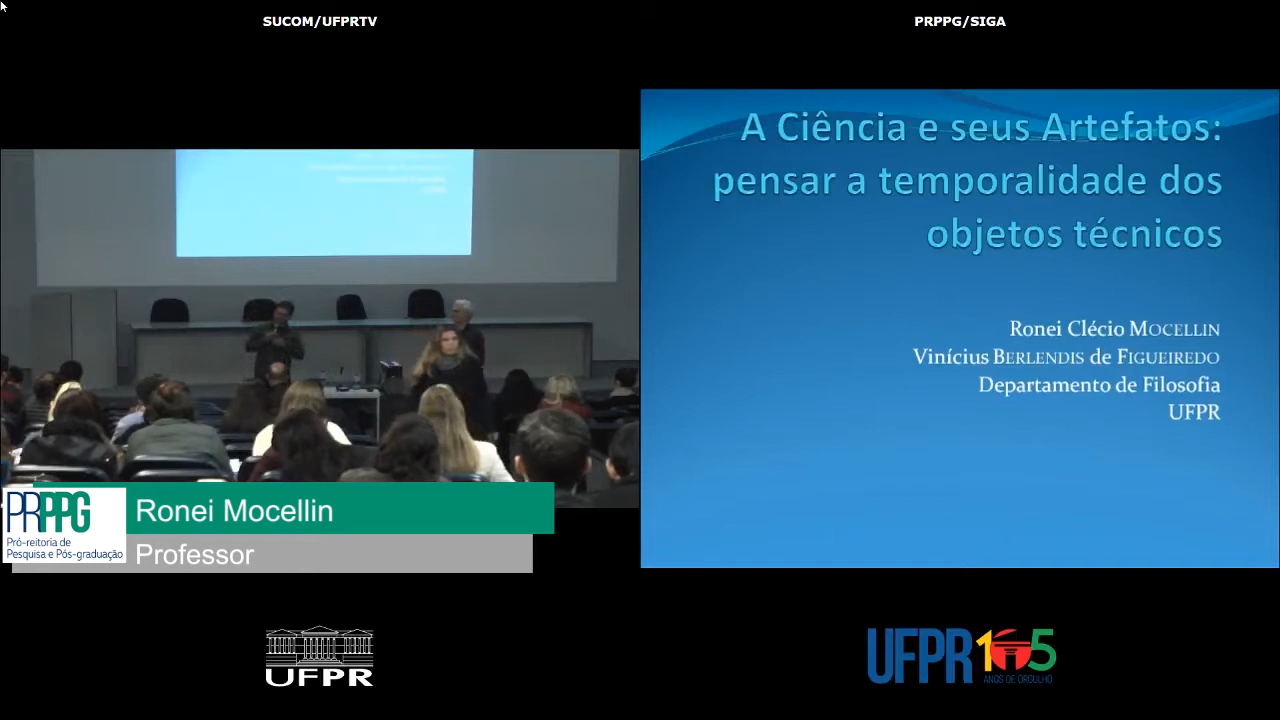 SUCOM/UFPRTV
PRPPG/SIGA
A Ciência e seus Artefatos:
pensar a temporalidade dos
objetos técnicos
Ronei Clécio MOCELLIN
Vinícius BERLENDIS de FIGUEIREDO
Departamento de Filosofia
UFPR
PRPPG
Pró-reitoria de
Pesquisa e Pós-graduação
Ronei Mocellin
Professor
UFPR
UFPR 105
ANOS DE ORGULHO